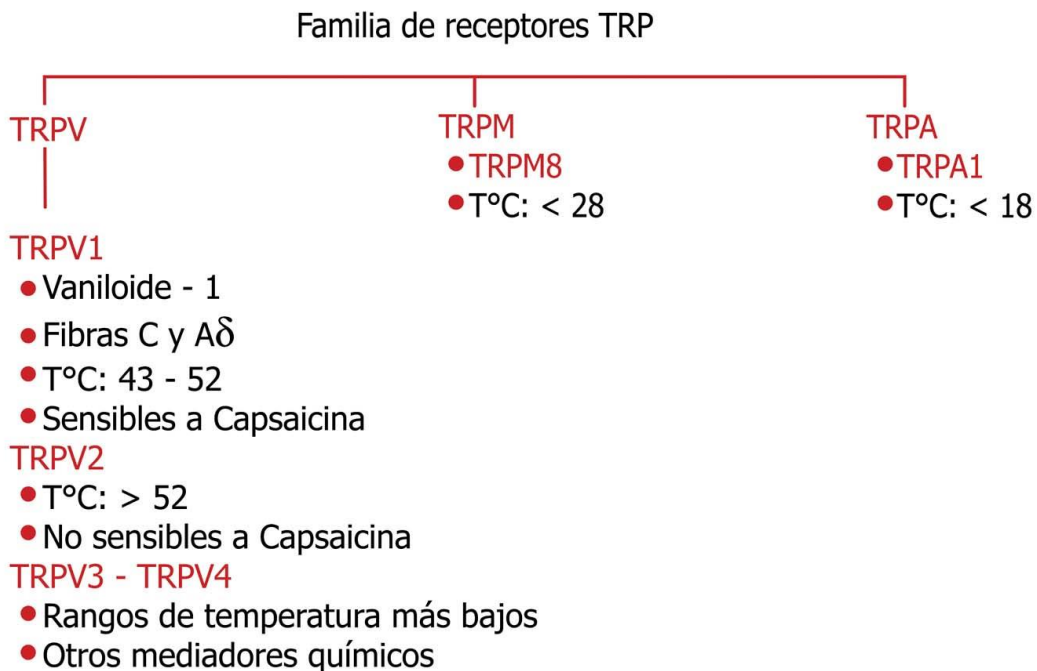 Familia de receptores TRP
TRPV
TRPM
TRPA
● TRPM8
● T°C: < 28
● TRPA1
● T°C: < 18
TRPV1
● Vaniloide - 1
● Fibras C y Aδ
● T°C: 43 - 52
● Sensibles a Capsaicina
TRPV2
● T°C: > 52
● No sensibles a Capsaicina
TRPV3 - TRPV4
● Rangos de temperatura más bajos
● Otros mediadores químicos